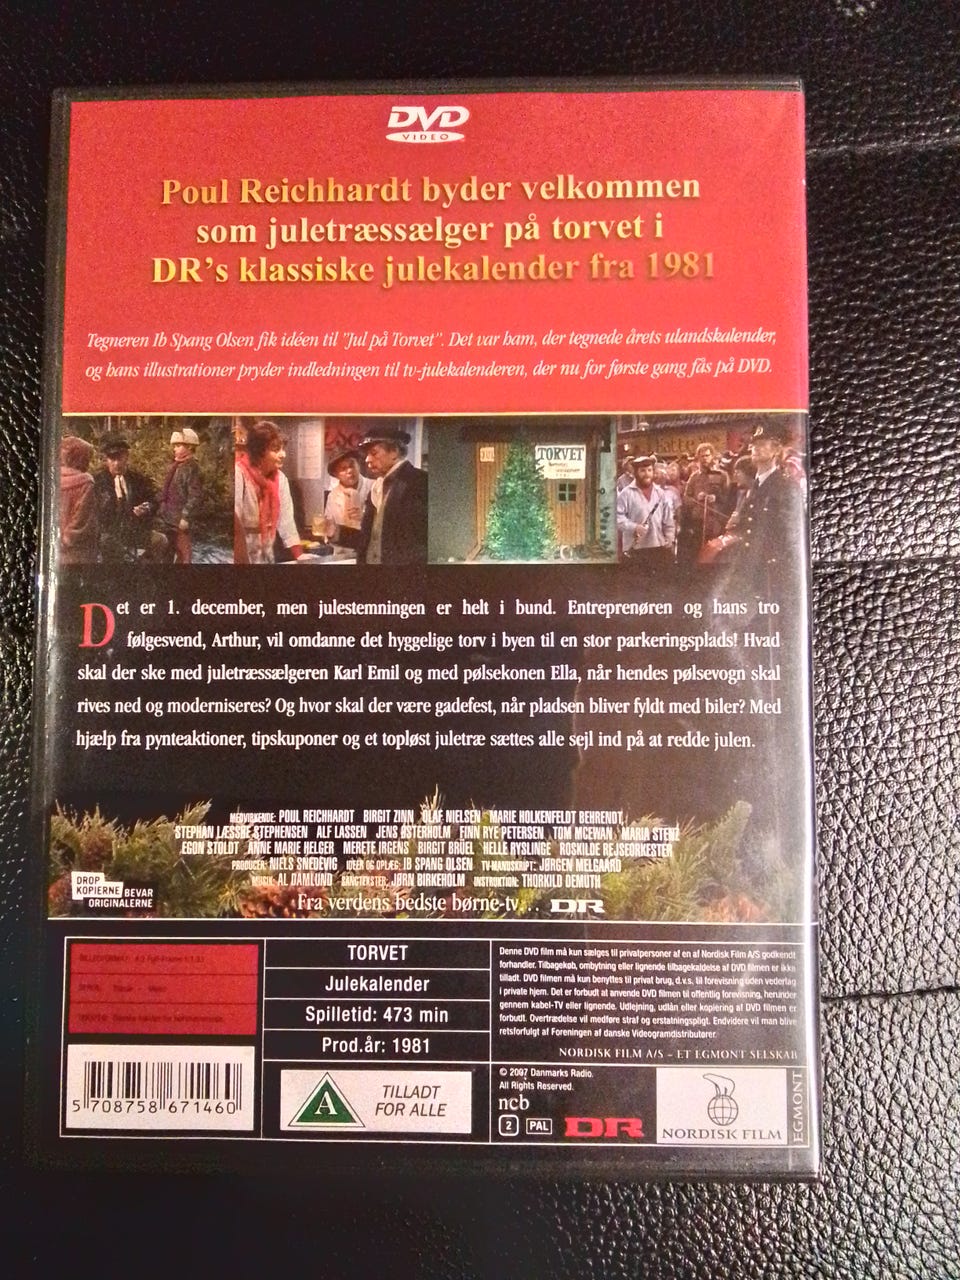 DVD
VIDEO
Poul Reichhardt byder velkommen
som juletræssælger på torvet i
DR's klassiske julekalender fra 1981
Tegneren Ib Spang Olsen fik idéen til "Jul på Torvet". Det var ham, der tegnede årets ulandskalender,
og hans illustrationer pryder indledningen til tv-julekalenderen, der nu for første gang fås på DVD.
TORVET
Det er 1. december, men julestemningen er helt i bund. Entreprenøren og hans tro
følgesvend, Arthur, vil omdanne det hyggelige torv i byen til en stor parkeringsplads! Hvad
skal der ske med juletræssælgeren Karl Emil og med pølsekonen Ella, når hendes pølsevogn skal
rives ned og moderniseres? Og hvor skal der være gadefest, når pladsen bliver fyldt med biler? Med
hjælp fra pynteaktioner, tipskuponer og et topløst juletræ sættes alle sejl ind på at redde julen.
MEDVIRKENDE: POUL REICHHARDT BIRGIT ZINN OLAF NIELSEN MARIE HOLKENFELDT BEHRENDT
STEPHAN LÆSSØE STEPHENSEN ALF LASSEN JENS ØSTERHOLM FINN RYE PETERSEN TOM MCEWAN MARIA STENZ
EGON STOLDT ANNE MARIE HELGER MERETE IRGENS BIRGIT BRÜEL HELLE RYSLINGE ROSKILDE REJSEORKESTER
PRODUCER: NIELS SNEDEVIG IDEER OG OPLÆG: IB SPANG OLSEN TV-MANUSKRIPT: JØRGEN MELGAARD
MUSIK: AL DAMLUND SANGTEKSTER: JØRN BIRKEHOLM INSTRUKTION: THORKILD DEMUTH
DROP
KOPIERNE BEVAR
ORIGINALERNE
Fra verdens bedste børne-tv... DR
BILLEDFORMAT: 4:3 Full-Frame 1:1.33
TORVET
Julekalender
Spilletid: 473 min
Prod.år: 1981
Denne DVD film må kun sælges til privatpersoner af en af Nordisk Film A/S godkendt
forhandler. Tilbagekøb, ombytning eller lignende tilbagekaldelse af DVD filmen er ikke
tilladt. DVD filmen må kun benyttes til privat brug, d.v.s. til forevisning uden vederlag
i private hjem. Det er forbudt at anvende DVD filmen til offentlig forevisning, herunder
gennem kabel-TV eller lignende. Udlejning, udlån eller kopiering af DVD filmen er
forbudt. Overtrædelse vil medføre straf og erstatningspligt. Endvidere vil man blive
retsforfulgt af Foreningen af danske Videogramdistributører.
NORDISK FILM A/S – ET EGMONT SELSKAB
5 708758 671460
A
TILLADT
FOR ALLE
© 2007 Danmarks Radio.
All Rights Reserved.
ncb
2 PAL DR
NORDISK FILM
EGMONT